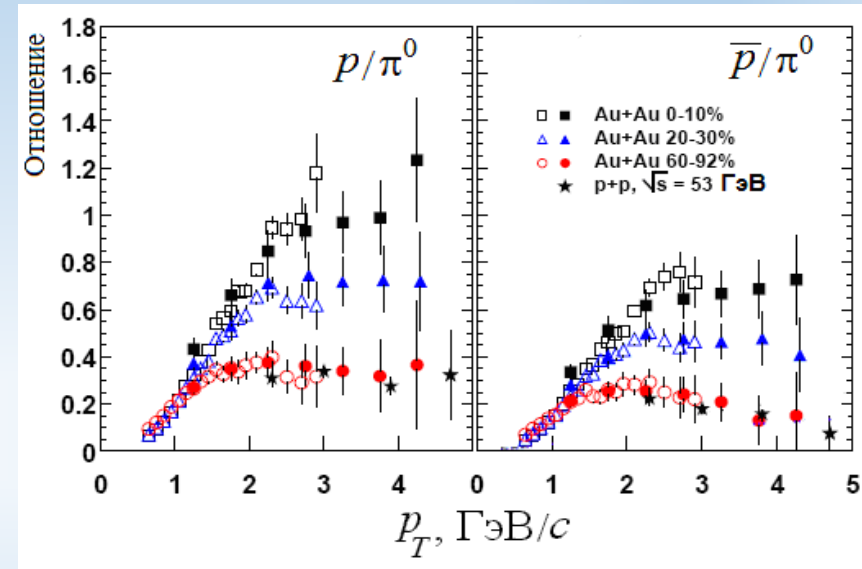 Отношение
1.8
1.6
1.4
1.2
1
0.8
0.6
0.4
0.2
0
p/π⁰
p̅/π⁰
Au+Au 0-10%
Au+Au 20-30%
Au+Au 60-92%
p+p, √s = 53 ГэВ
0 1 2 3 4 0 1 2 3 4 5
p_T, ГэВ/c